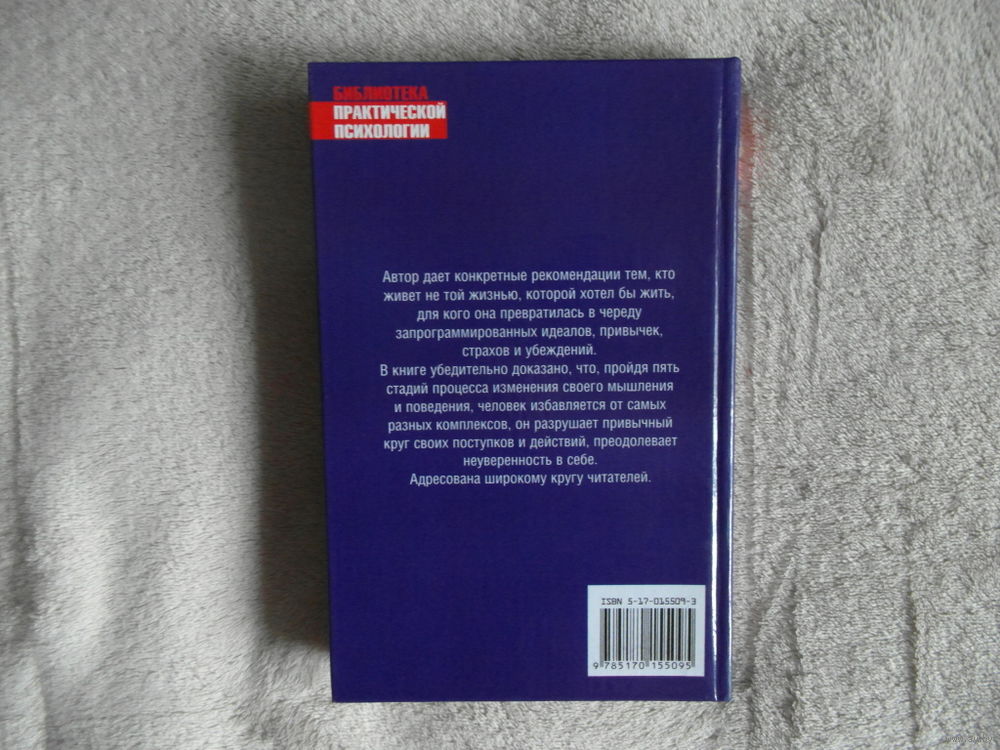 БИБЛИОТЕКА
ПРАКТИЧЕСКОЙ
ПСИХОЛОГИИ
Автор дает конкретные рекомендации тем, кто
живет не той жизнью, которой хотел бы жить,
для кого она превратилась в череду
запрограммированных идеалов, привычек,
страхов и убеждений.
В книге убедительно доказано, что, пройдя пять
стадий процесса изменения своего мышления
и поведения, человек избавляется от самых
разных комплексов, он разрушает привычный
круг своих поступков и действий, преодолевает
неуверенность в себе.
Адресована широкому кругу читателей.
ISBN 5-17-015509-3
9 785170 155095